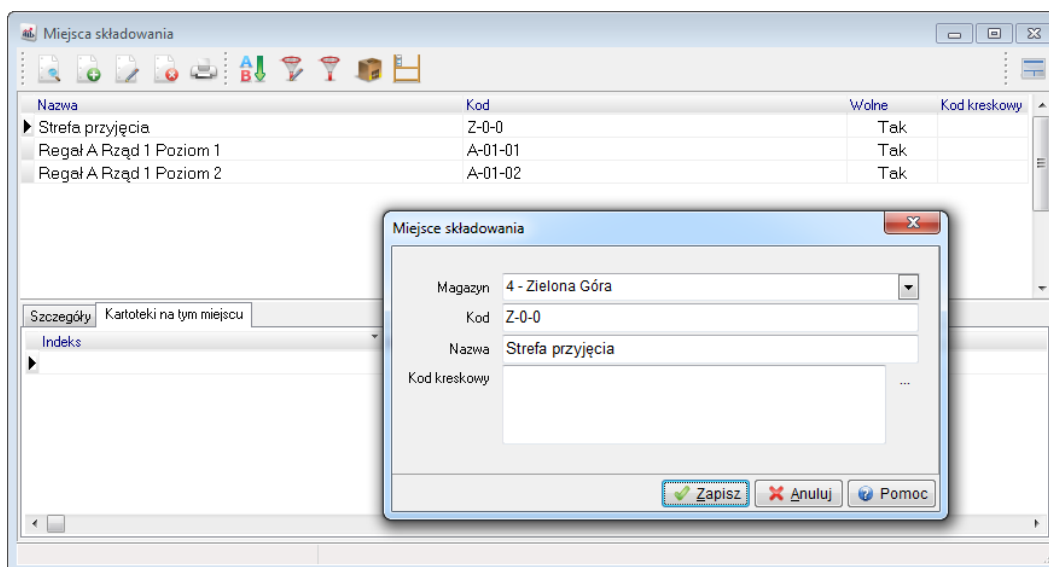 Miejsca składowania
Nazwa Kod Wolne Kod kreskowy
Strefa przyjęcia Z-0-0 Tak
Regał A Rząd 1 Poziom 1 A-01-01 Tak
Regał A Rząd 1 Poziom 2 A-01-02 Tak
Miejsce składowania
Magazyn 4 - Zielona Góra
Kod Z-0-0
Nazwa Strefa przyjęcia
Kod kreskowy ...
Zapisz Anuluj Pomoc
Szczegóły Kartoteki na tym miejscu
Indeks